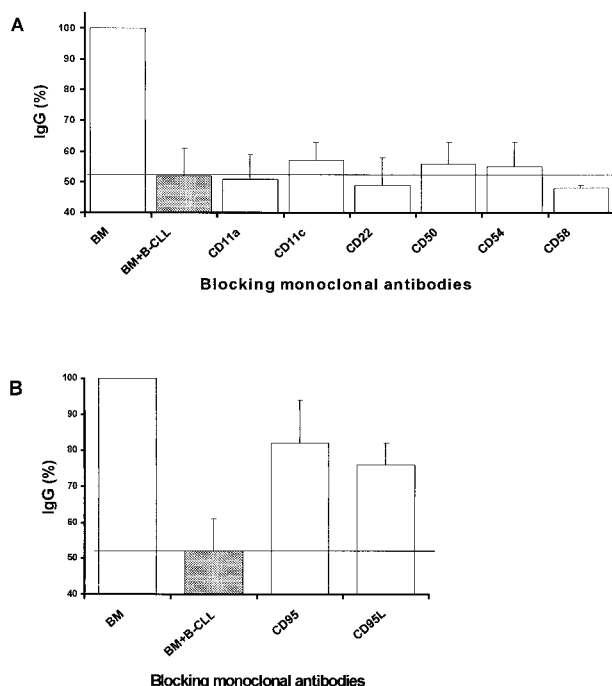 A
IgG (%)
100
90
80
70
60
50
40
BM
BM+B-CLL
CD11a
CD11c
CD22
CD50
CD54
CD58
Blocking monoclonal antibodies
B
IgG (%)
100
90
80
70
60
50
40
BM
BM+B-CLL
CD95
CD95L
Blocking monoclonal antibodies